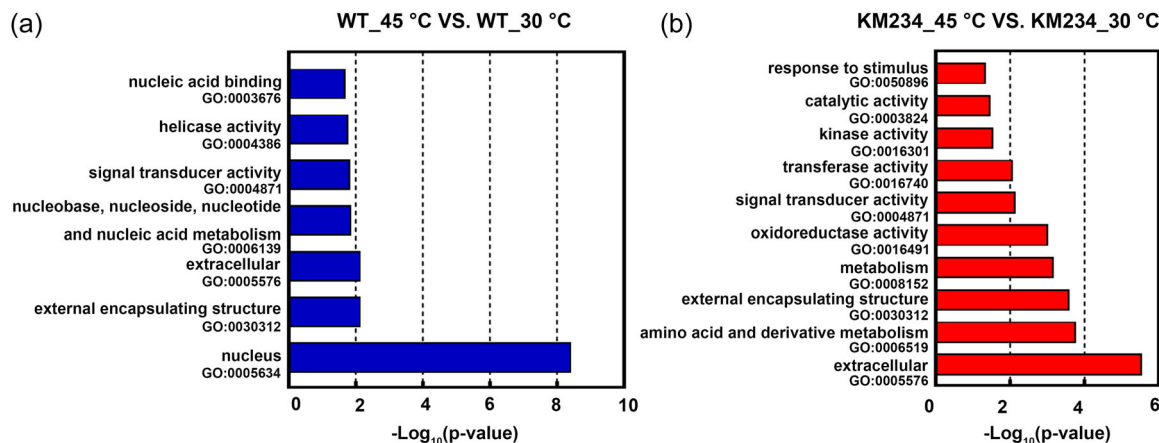 (a)
WT_45 °C VS. WT_30 °C
nucleic acid binding
GO:0003676
helicase activity
GO:0004386
signal transducer activity
GO:0004871
nucleobase, nucleoside, nucleotide
and nucleic acid metabolism
GO:0006139
extracellular
GO:0005576
external encapsulating structure
GO:0030312
nucleus
GO:0005634
0 2 4 6 8 10
-Log10(p-value)
(b)
KM234_45 °C VS. KM234_30 °C
response to stimulus
GO:0050896
catalytic activity
GO:0003824
kinase activity
GO:0016301
transferase activity
GO:0016740
signal transducer activity
GO:0004871
oxidoreductase activity
GO:0016491
metabolism
GO:0008152
external encapsulating structure
GO:0030312
amino acid and derivative metabolism
GO:0006519
extracellular
GO:0005576
0 2 4 6
-Log10(p-value)